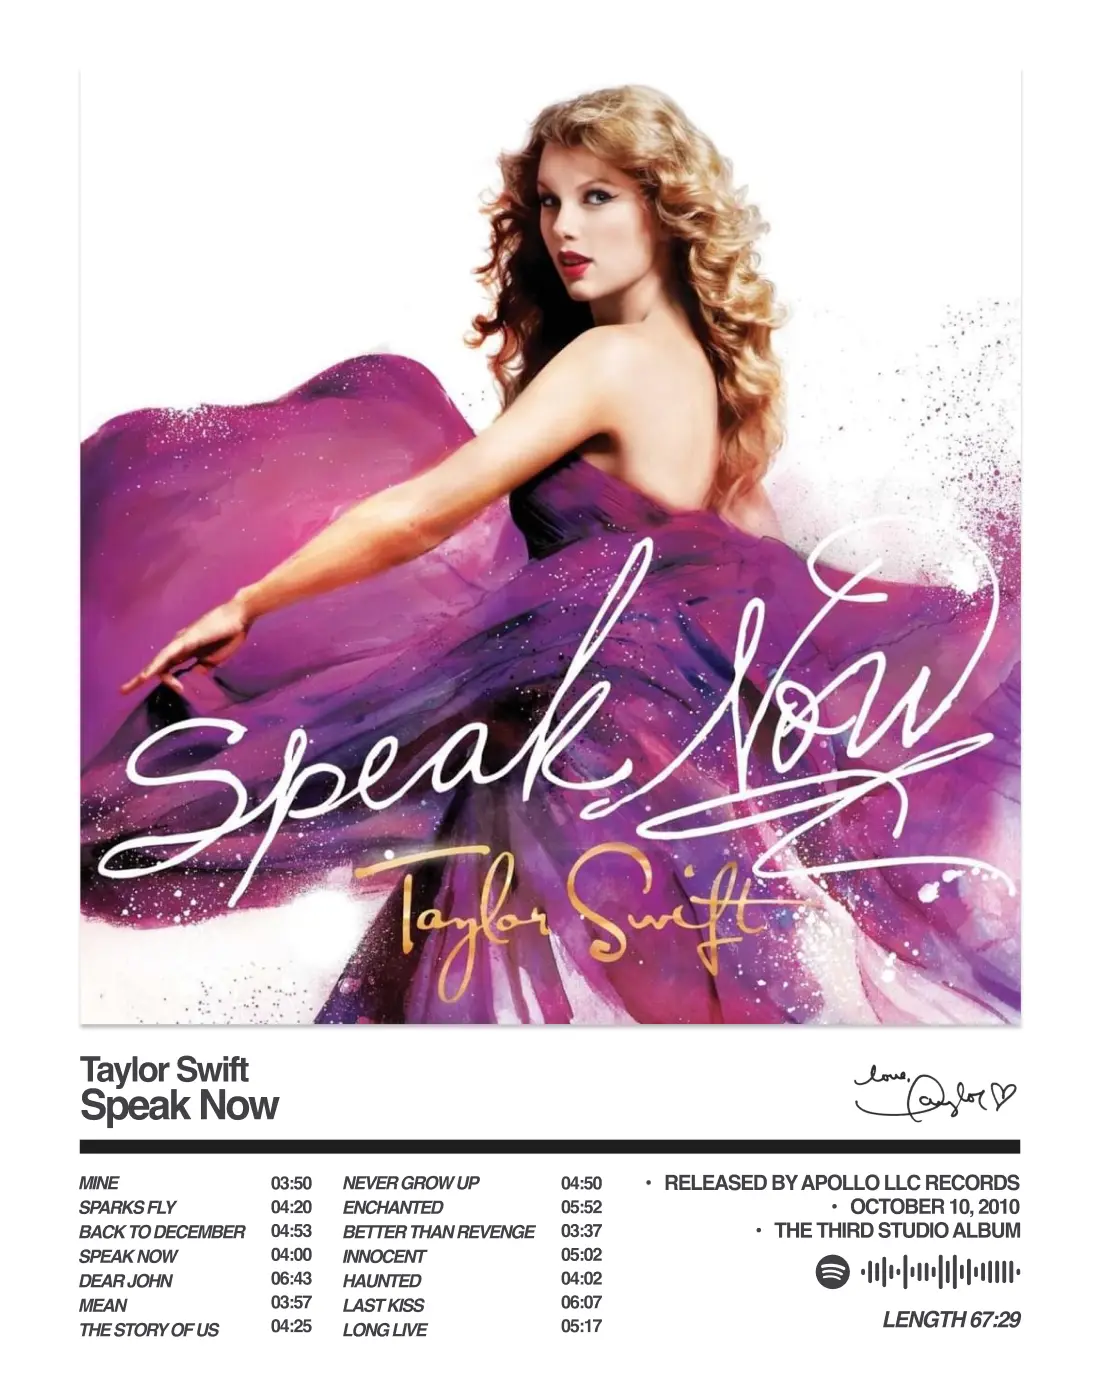 Speak Now
Taylor Swift
Taylor Swift
Speak Now
love,
Taylor
MINE 03:50
SPARKS FLY 04:20
BACK TO DECEMBER 04:53
SPEAK NOW 04:00
DEAR JOHN 06:43
MEAN 03:57
THE STORY OF US 04:25
NEVER GROW UP 04:50
ENCHANTED 05:52
BETTER THAN REVENGE 03:37
INNOCENT 05:02
HAUNTED 04:02
LAST KISS 06:07
LONG LIVE 05:17
• RELEASED BY APOLLO LLC RECORDS
• OCTOBER 10, 2010
• THE THIRD STUDIO ALBUM
LENGTH 67:29